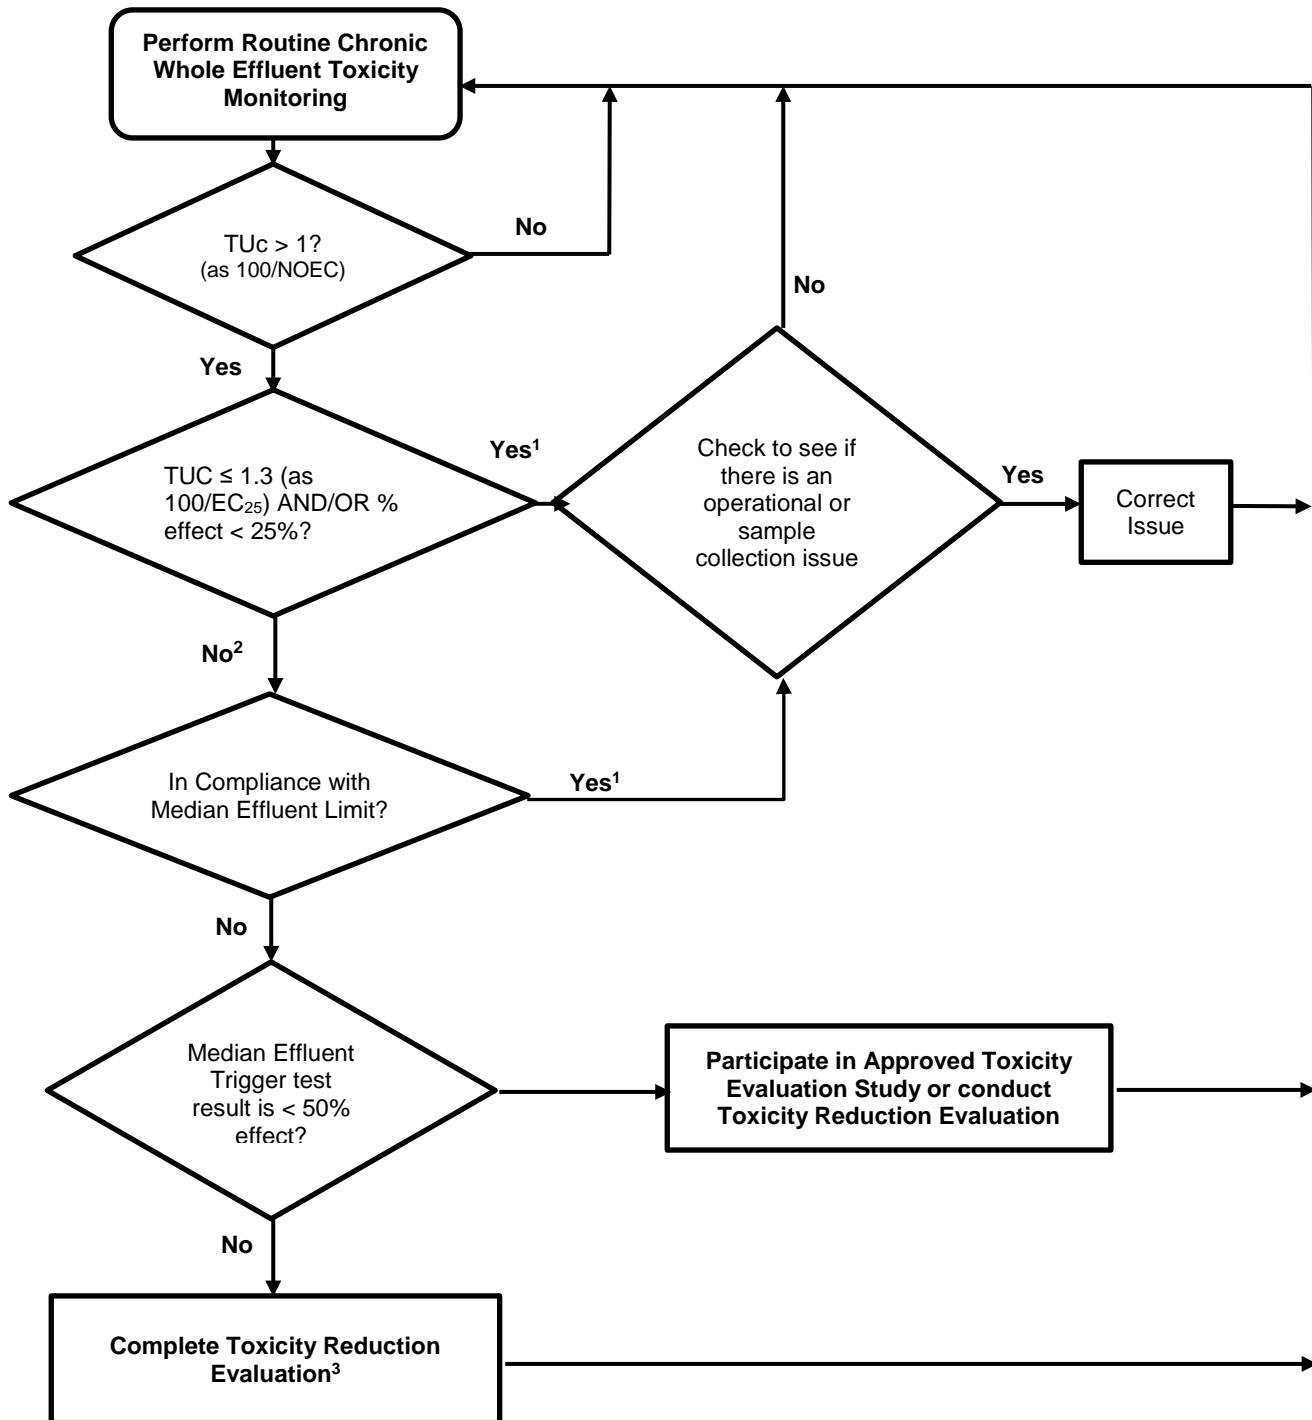 Perform Routine Chronic
Whole Effluent Toxicity
Monitoring
TUc > 1?
(as 100/NOEC)
No
Yes
No
TUC ≤ 1.3 (as
100/EC₂₅) AND/OR %
effect < 25%?
Yes¹
Check to see if
there is an
operational or
sample
collection issue
Yes
Correct
Issue
No²
In Compliance with
Median Effluent Limit?
Yes¹
No
Median Effluent
Trigger test
result is < 50%
effect?
Participate in Approved Toxicity
Evaluation Study or conduct
Toxicity Reduction Evaluation
No
Complete Toxicity Reduction
Evaluation³